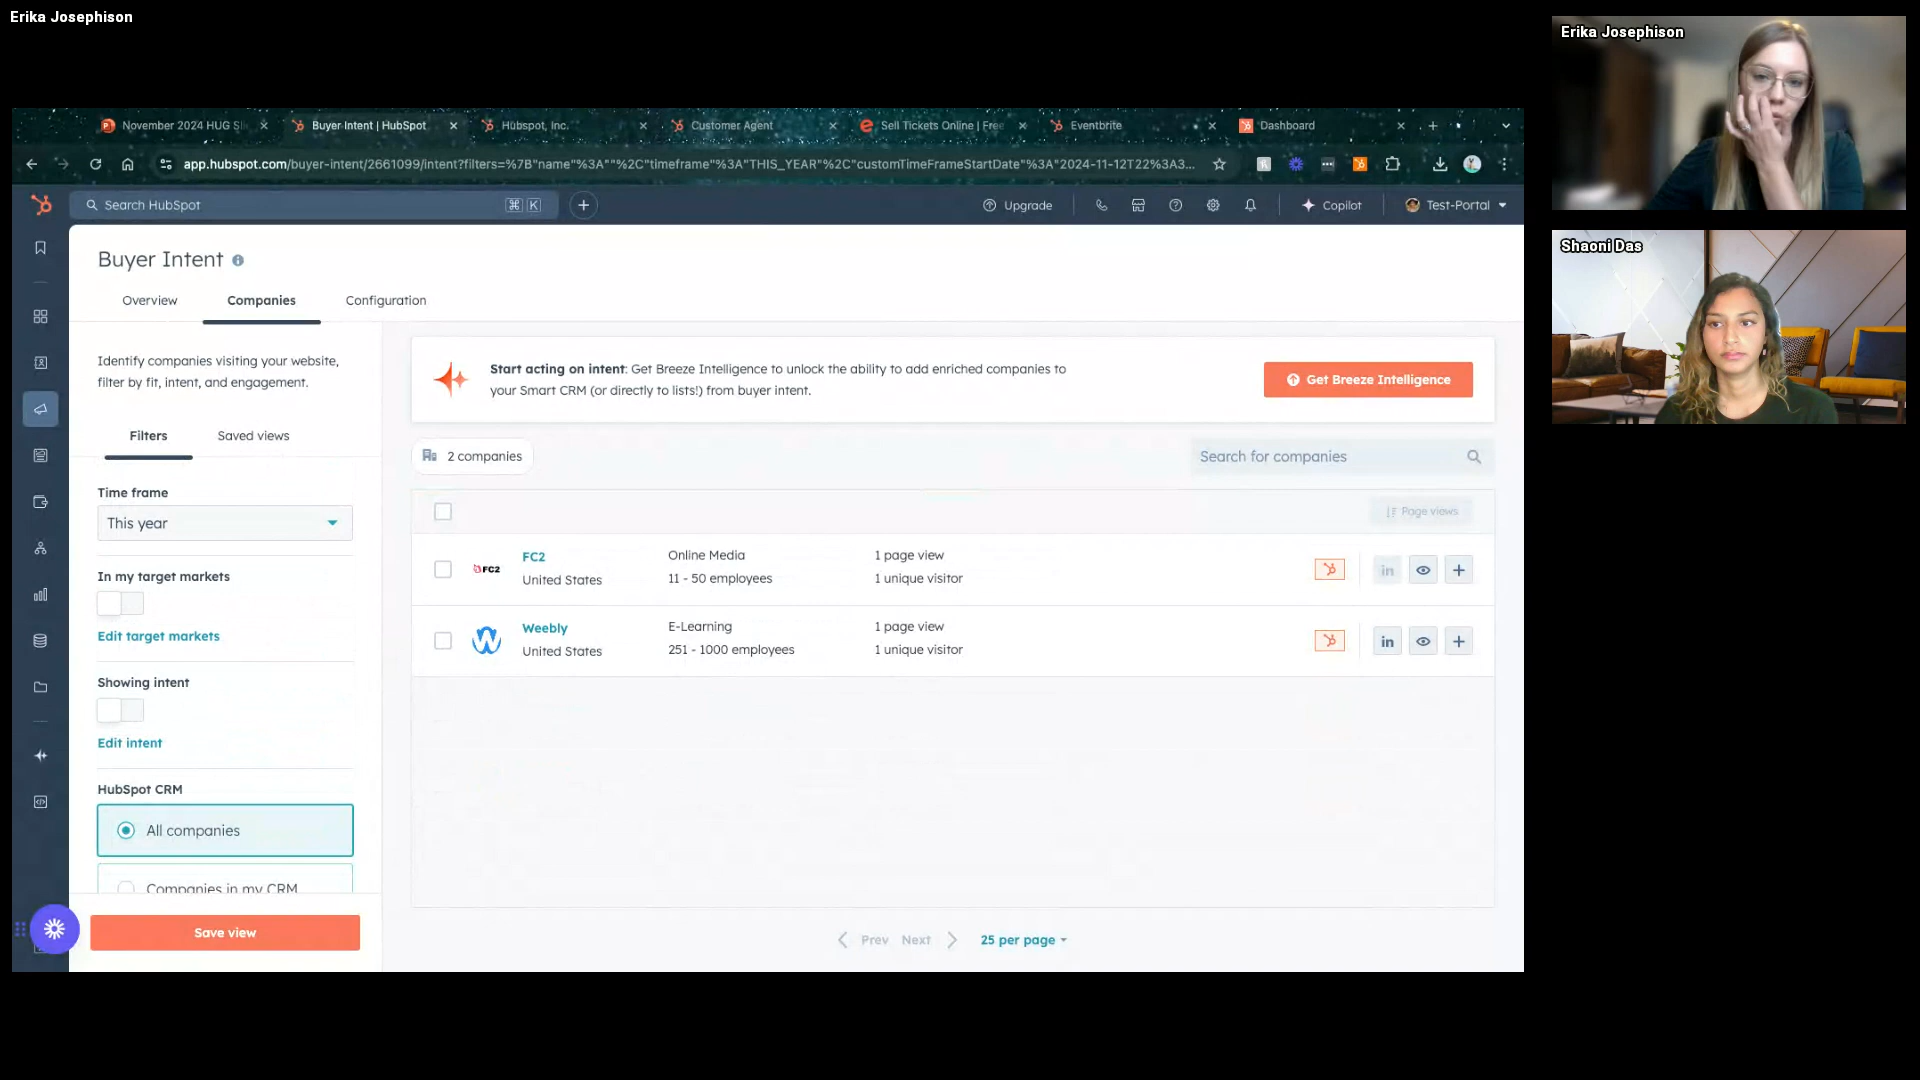 Erika Josephison
Erika Josephison
Shaoni Das
November 2024 HUG Sl
Buyer Intent | HubSpot
Hubspot, Inc.
Customer Agent
Sell Tickets Online | Free
Eventbrite
Dashboard
app.hubspot.com/buyer-intent/2661099/intent?filters=%7B"name"%3A""%2C"timeframe"%3A"THIS_YEAR"%2C"customTimeFrameStartDate"%3A"2024-11-12T22%3A3...
Search HubSpot
⌘ K
Upgrade
Copilot
Test-Portal
Buyer Intent
Overview
Companies
Configuration
Identify companies visiting your website,
filter by fit, intent, and engagement.
Filters
Saved views
Time frame
This year
In my target markets
Edit target markets
Showing intent
Edit intent
HubSpot CRM
All companies
Companies in my CRM
Save view
Start acting on intent: Get Breeze Intelligence to unlock the ability to add enriched companies to
your Smart CRM (or directly to lists!) from buyer intent.
Get Breeze Intelligence
2 companies
Search for companies
Page views
FC2
FC2
United States
Online Media
11 - 50 employees
1 page view
1 unique visitor
in
Weebly
United States
E-Learning
251 - 1000 employees
1 page view
1 unique visitor
in
Prev
Next
25 per page